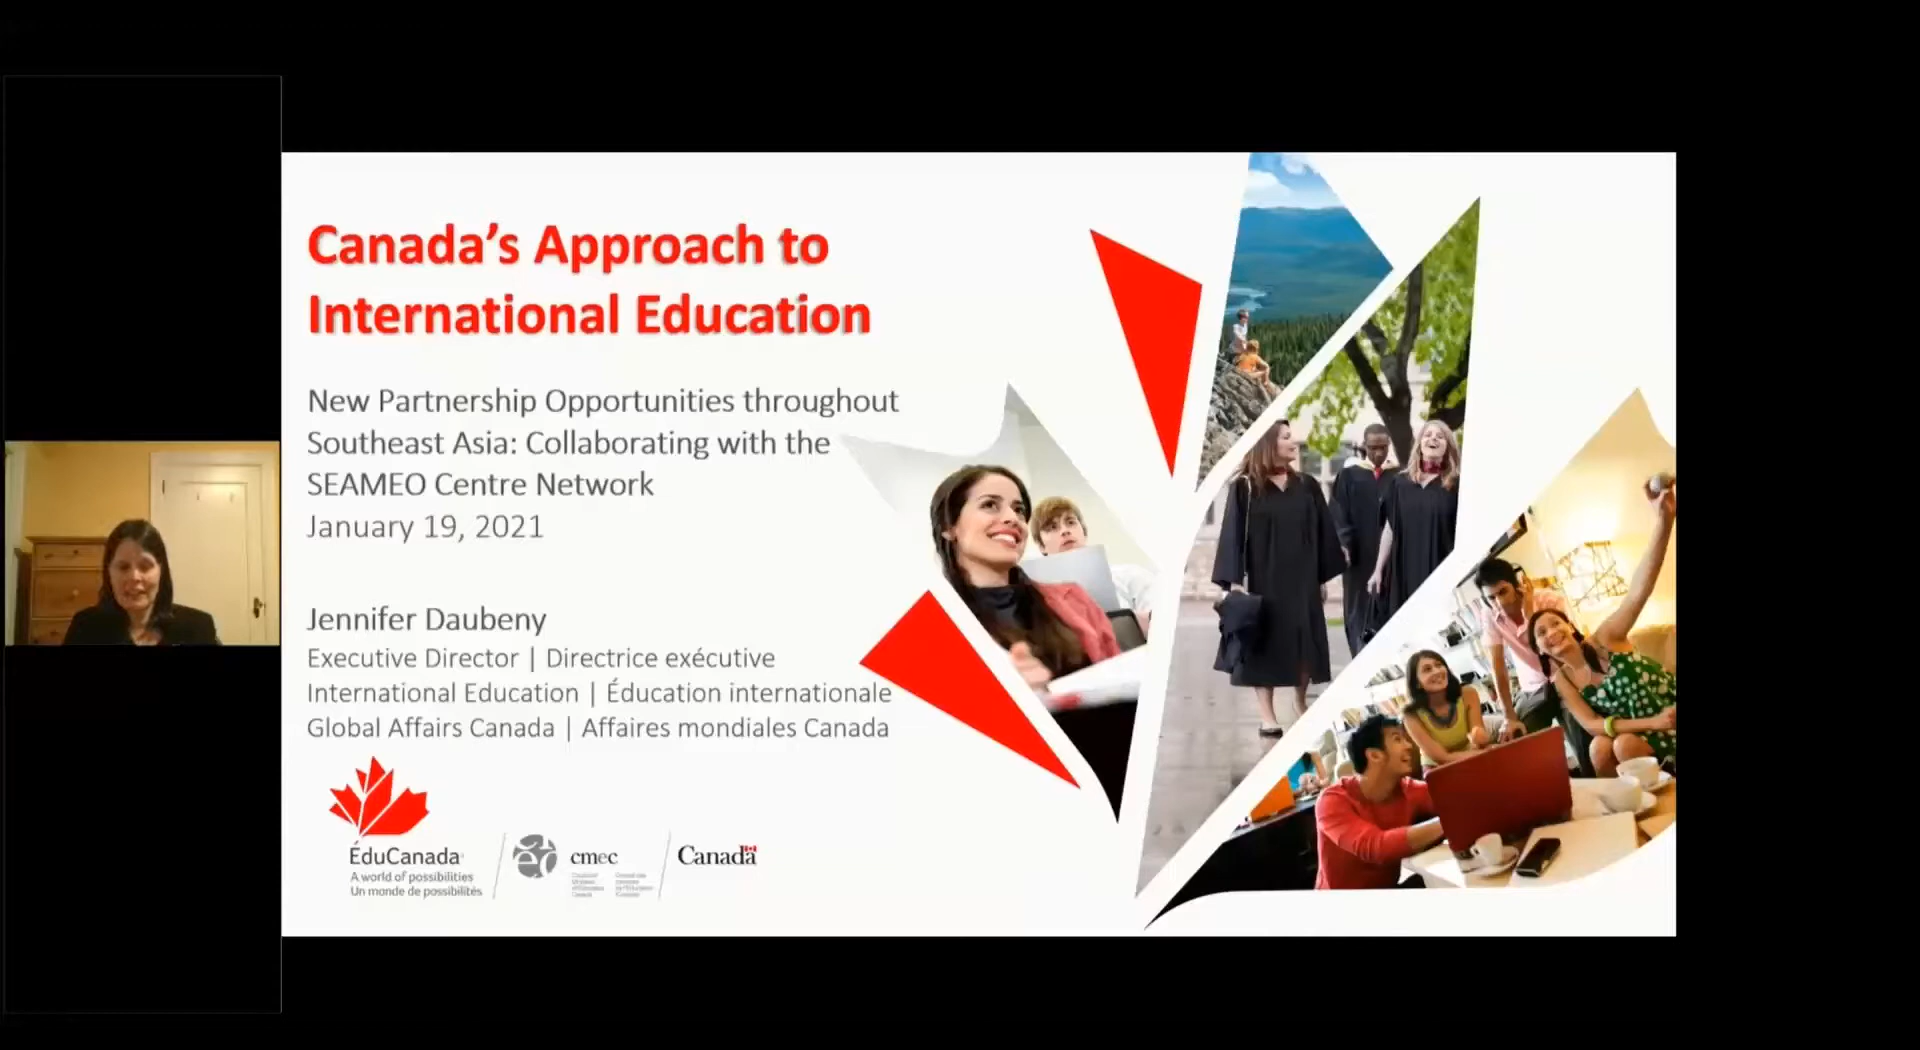 Canada's Approach to
International Education
New Partnership Opportunities throughout
Southeast Asia: Collaborating with the
SEAMEO Centre Network
January 19, 2021
Jennifer Daubeny
Executive Director | Directrice exécutive
International Education | Éducation internationale
Global Affairs Canada | Affaires mondiales Canada
ÉduCanada
A world of possibilities
Un monde de possibilités
cmec
Canada